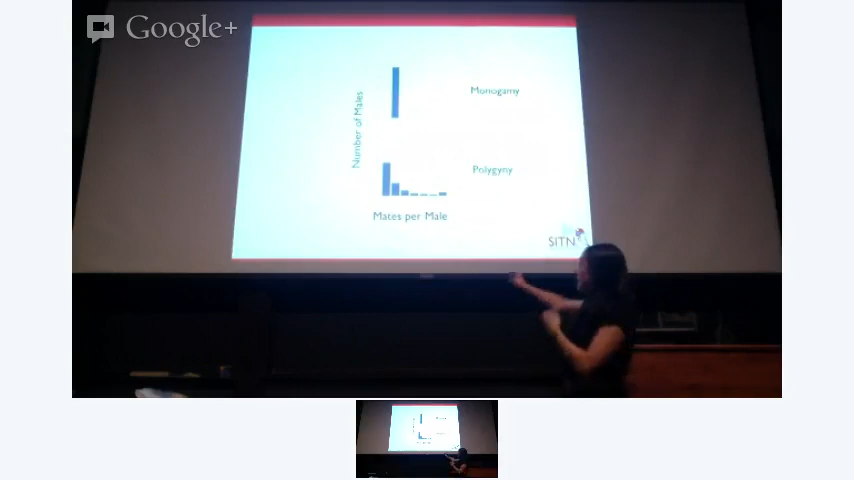 Google+
Number of Males
Monogamy
Polygyny
Mates per Male
SITN